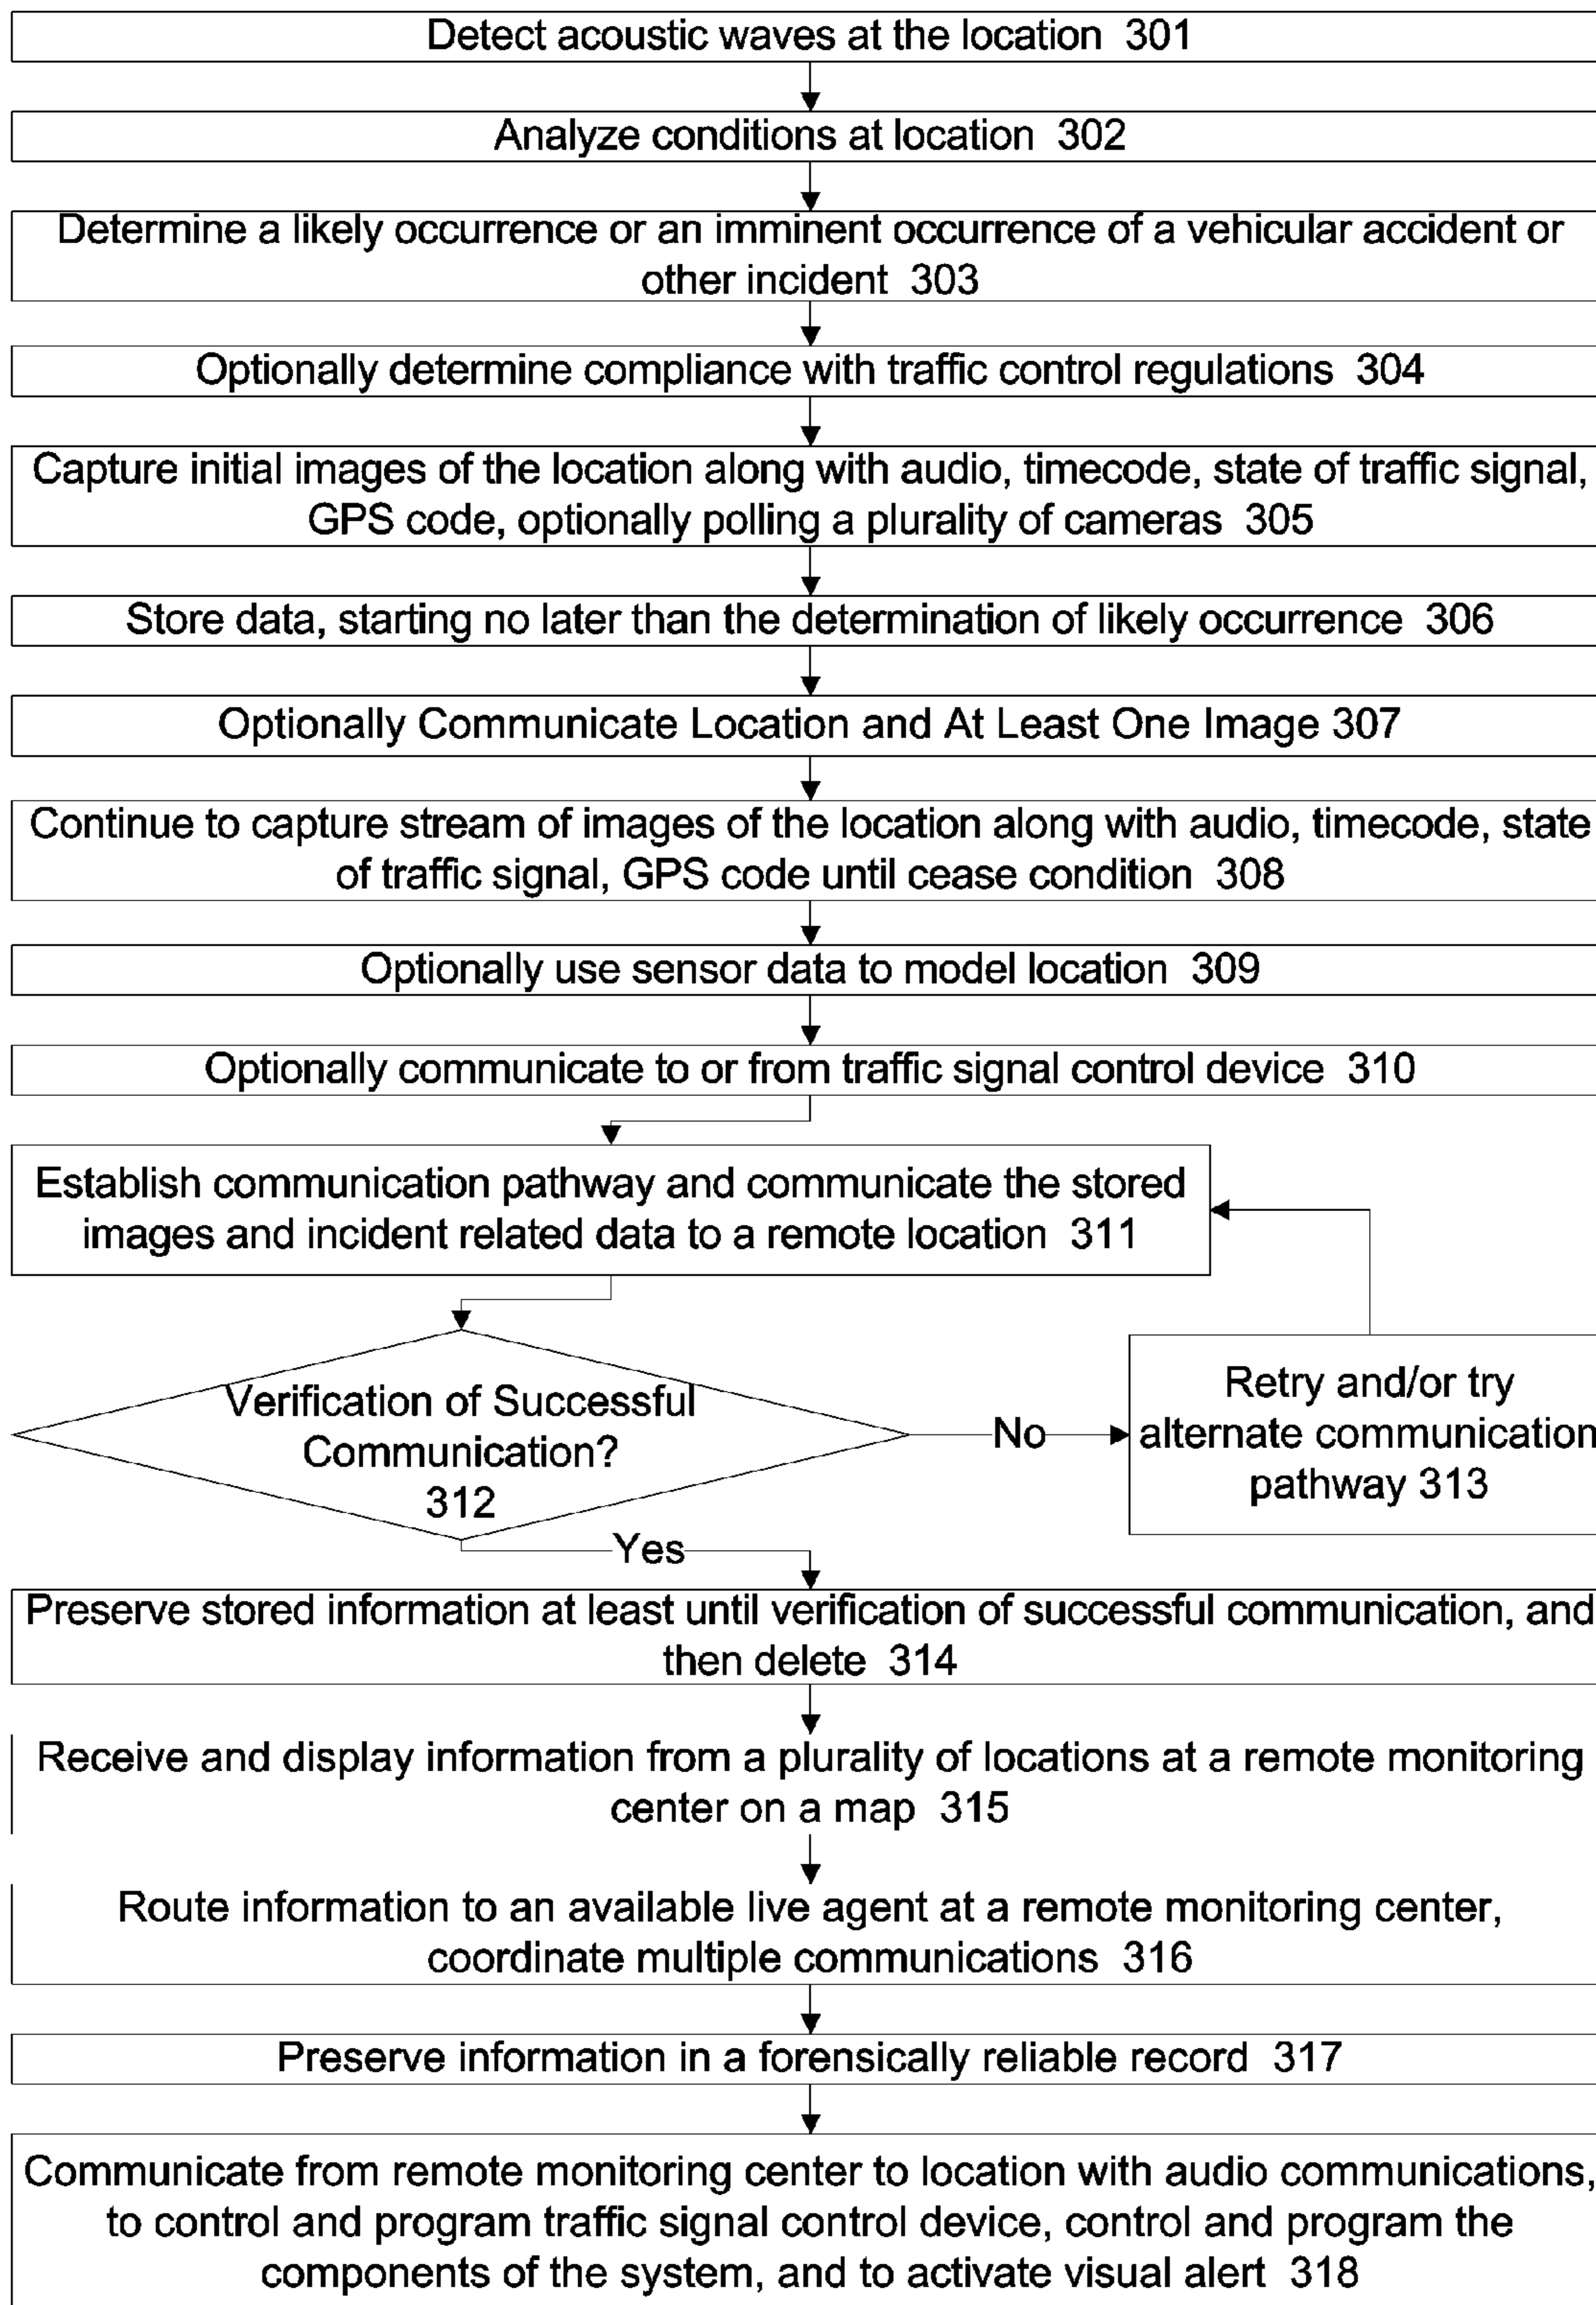 Detect acoustic waves at the location 301
Analyze conditions at location 302
Determine a likely occurrence or an imminent occurrence of a vehicular accident or
other incident 303
Optionally determine compliance with traffic control regulations 304
Capture initial images of the location along with audio, timecode, state of traffic signal,
GPS code, optionally polling a plurality of cameras 305
Store data, starting no later than the determination of likely occurrence 306
Optionally Communicate Location and At Least One Image 307
Continue to capture stream of images of the location along with audio, timecode, state
of traffic signal, GPS code until cease condition 308
Optionally use sensor data to model location 309
Optionally communicate to or from traffic signal control device 310
Establish communication pathway and communicate the stored
images and incident related data to a remote location 311
Verification of Successful
Communication?
312
No
Retry and/or try
alternate communication
pathway 313
Yes
Preserve stored information at least until verification of successful communication, and
then delete 314
Receive and display information from a plurality of locations at a remote monitoring
center on a map 315
Route information to an available live agent at a remote monitoring center,
coordinate multiple communications 316
Preserve information in a forensically reliable record 317
Communicate from remote monitoring center to location with audio communications,
to control and program traffic signal control device, control and program the
components of the system, and to activate visual alert 318